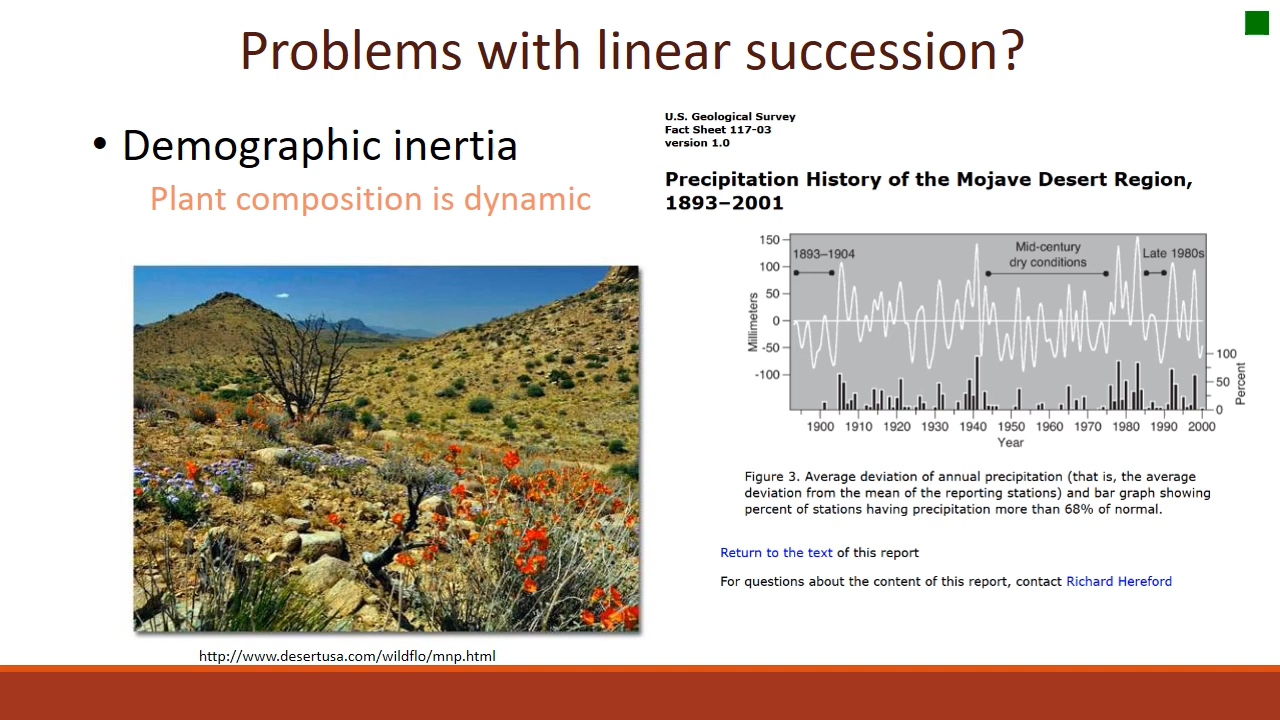 Problems with linear succession?
• Demographic inertia
Plant composition is dynamic
http://www.desertusa.com/wildflo/mnp.html
U.S. Geological Survey
Fact Sheet 117-03
version 1.0
Precipitation History of the Mojave Desert Region,
1893–2001
150
100
50
0
-50
-100
Millimeters
1893–1904
Mid-century
dry conditions
Late 1980s
100
50
0
Percent
1900 1910 1920 1930 1940 1950 1960 1970 1980 1990 2000
Year
Figure 3. Average deviation of annual precipitation (that is, the average
deviation from the mean of the reporting stations) and bar graph showing
percent of stations having precipitation more than 68% of normal.
Return to the text of this report
For questions about the content of this report, contact Richard Hereford